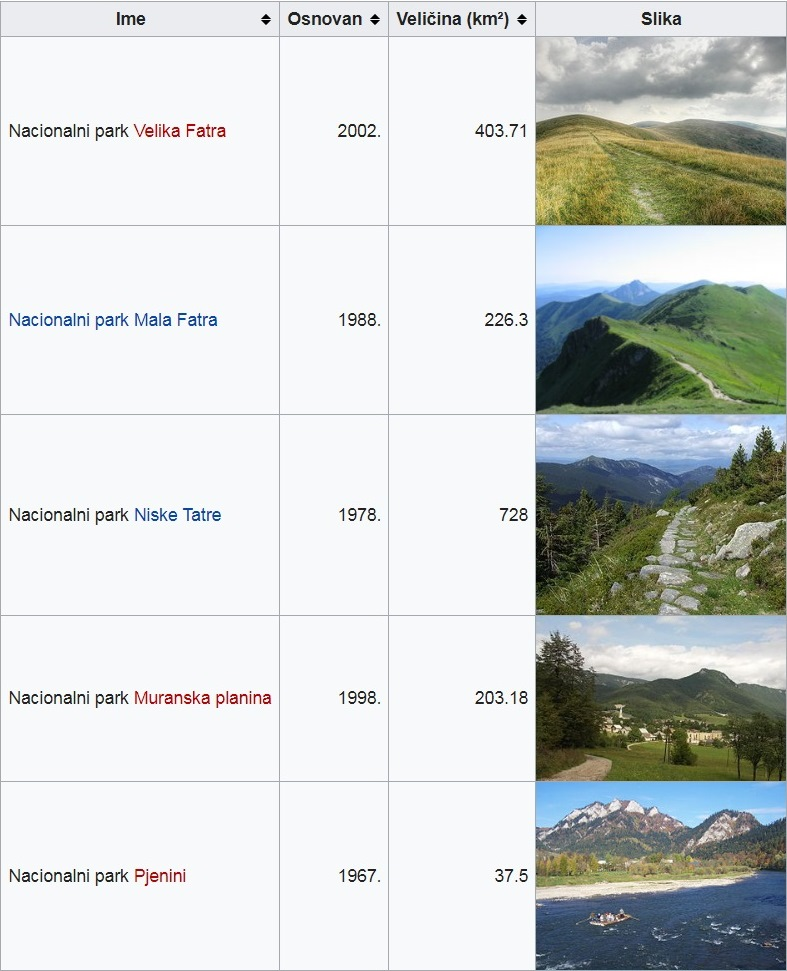 Ime Osnovan Veličina (km²) Slika
Nacionalni park Velika Fatra 2002. 403.71
Nacionalni park Mala Fatra 1988. 226.3
Nacionalni park Niske Tatre 1978. 728
Nacionalni park Muranska planina 1998. 203.18
Nacionalni park Pjenini 1967. 37.5